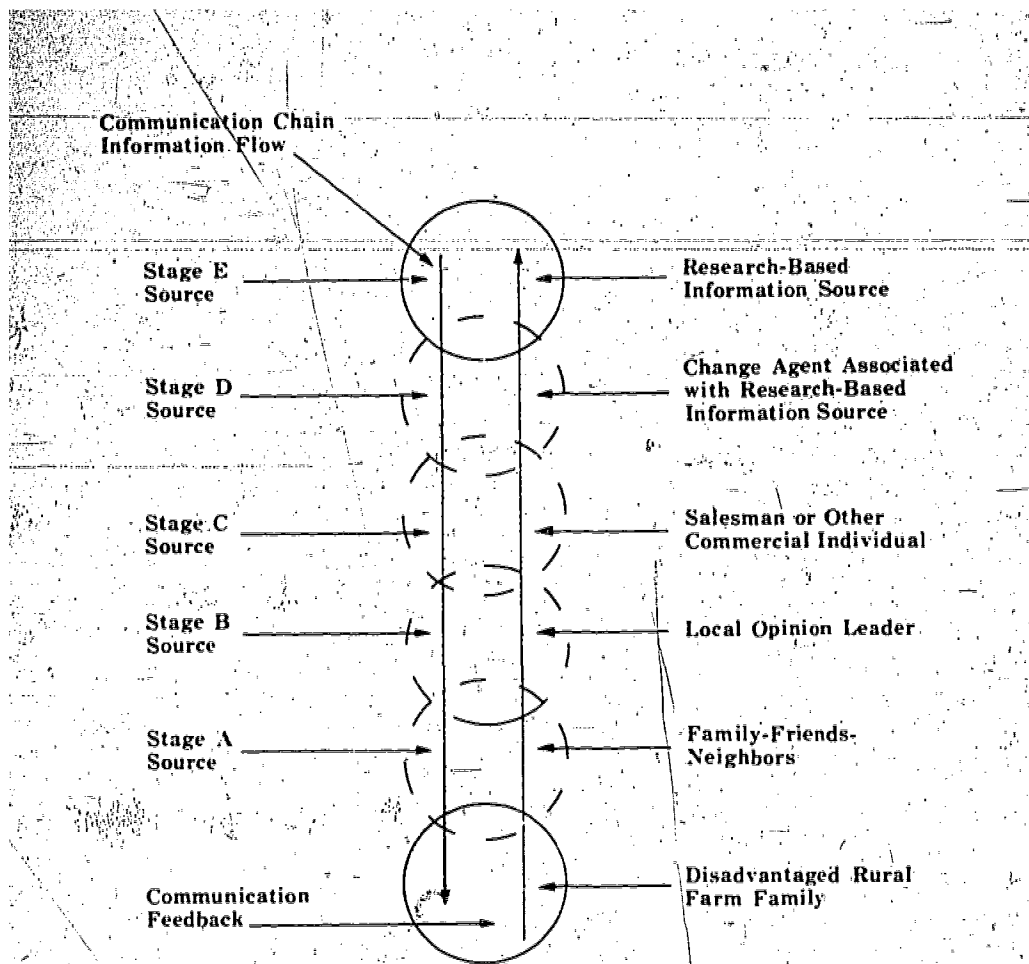 Communication Chain
Information Flow
Stage E
Source
Research-Based
Information Source
Stage D
Source
Change Agent Associated
with Research-Based
Information Source
Stage C
Source
Salesman or Other
Commercial Individual
Stage B
Source
Local Opinion Leader
Stage A
Source
Family-Friends-
Neighbors
Communication
Feedback
Disadvantaged Rural
Farm Family